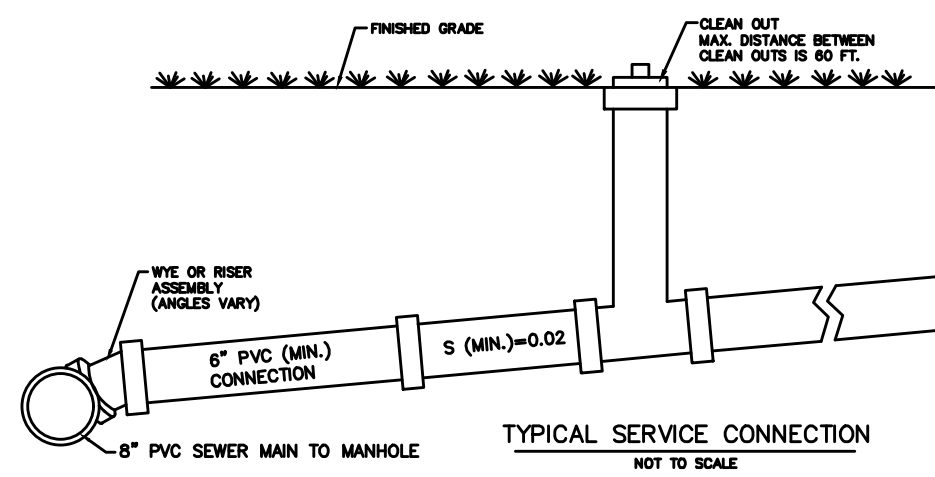 FINISHED GRADE
CLEAN OUT
MAX. DISTANCE BETWEEN
CLEAN OUTS IS 60 FT.
WYE OR RISER
ASSEMBLY
(ANGLES VARY)
6" PVC (MIN.)
CONNECTION
S (MIN.)=0.02
8" PVC SEWER MAIN TO MANHOLE
TYPICAL SERVICE CONNECTION
NOT TO SCALE